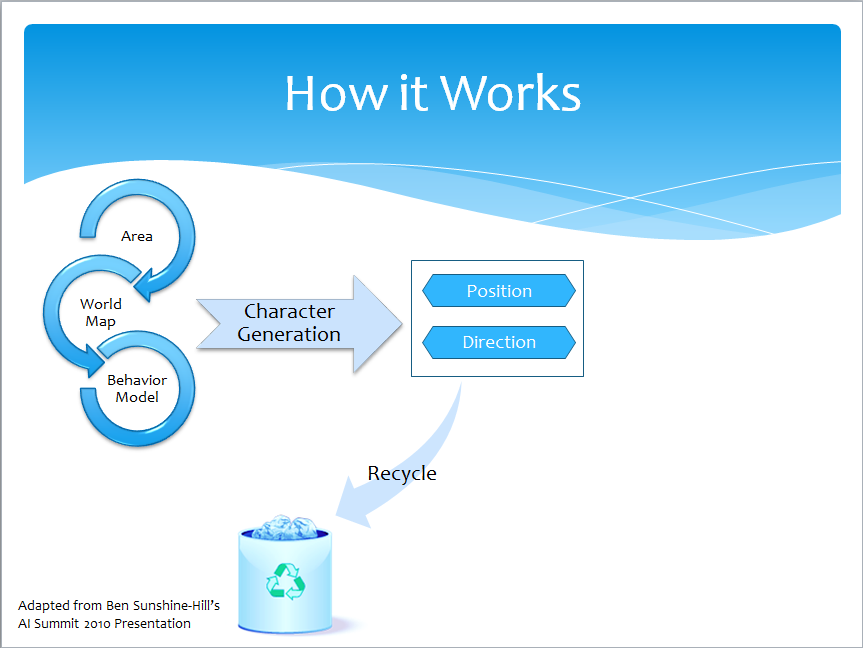 How it Works
Area
World
Map
Behavior
Model
Character
Generation
Position
Direction
Recycle
Adapted from Ben Sunshine-Hill's
AI Summit 2010 Presentation